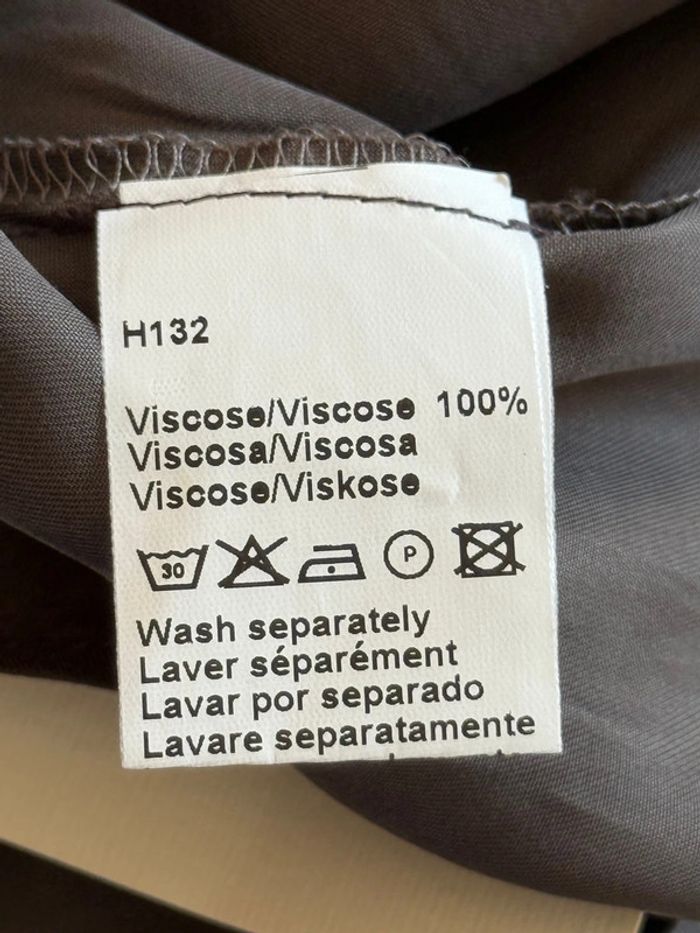 H132
Viscose/Viscose 100%
Viscosa/Viscosa
Viscose/Viskose
30 P
Wash separately
Laver séparément
Lavar por separado
Lavare separatamente